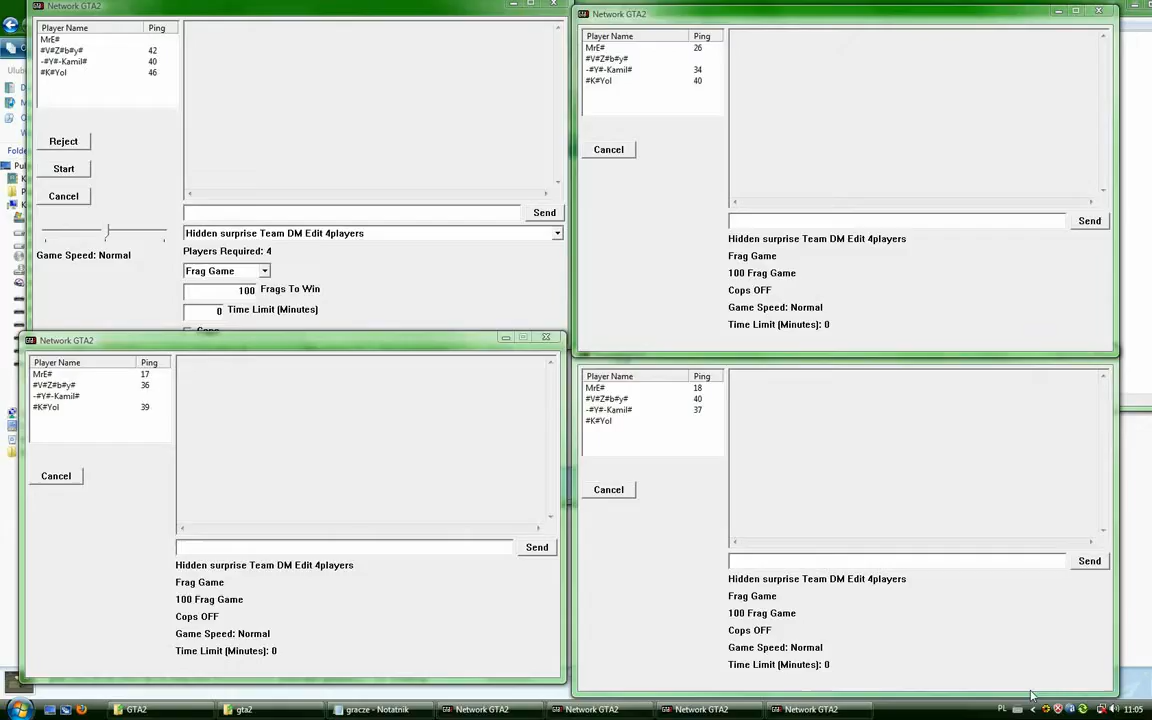 Network GTA2
Player Name Ping
MrE#
#V#Z#b#y# 42
-#Y#-Kamil# 40
#K#Yol 46
Reject
Start
Cancel
Game Speed: Normal
Send
Hidden surprise Team DM Edit 4players
Players Required: 4
Frag Game
100 Frags To Win
0 Time Limit (Minutes)
Network GTA2
Player Name Ping
MrE# 26
#V#Z#b#y#
-#Y#-Kamil# 34
#K#Yol 40
Cancel
Send
Hidden surprise Team DM Edit 4players
Frag Game
100 Frag Game
Cops OFF
Game Speed: Normal
Time Limit (Minutes): 0
Network GTA2
Player Name Ping
MrE# 17
#V#Z#b#y# 36
-#Y#-Kamil#
#K#Yol 39
Cancel
Send
Hidden surprise Team DM Edit 4players
Frag Game
100 Frag Game
Cops OFF
Game Speed: Normal
Time Limit (Minutes): 0
Player Name Ping
MrE# 18
#V#Z#b#y# 40
-#Y#-Kamil# 37
#K#Yol
Cancel
Send
Hidden surprise Team DM Edit 4players
Frag Game
100 Frag Game
Cops OFF
Game Speed: Normal
Time Limit (Minutes): 0
Ulub
Folde
GTA2
gta2
gracze - Notatnik
Network GTA2
Network GTA2
Network GTA2
Network GTA2
PL
11:05